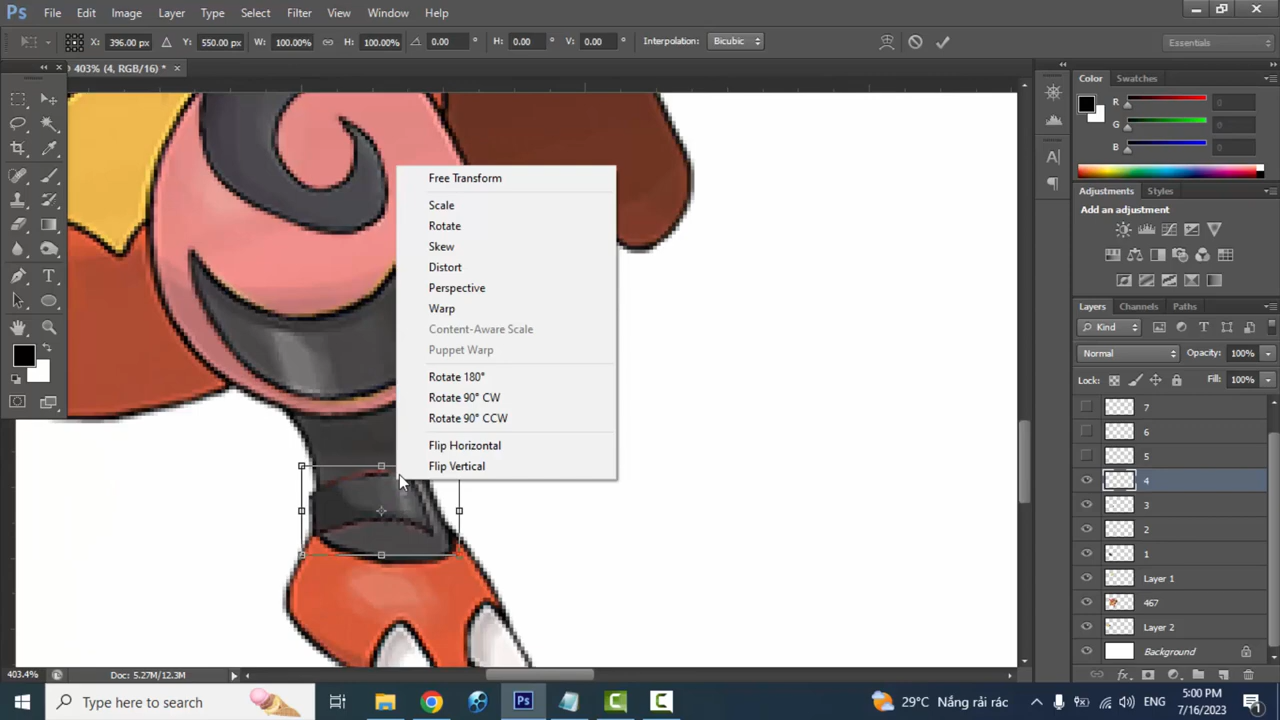 Ps File Edit Image Layer Type Select Filter 3D View Window Help
X: 396.00 px Y: 550.00 px W: 100.00% H: 100.00% 0.00 ° H: 0.00 ° V: 0.00 ° Interpolation: Bicubic Essentials
403% (4, RGB/16) * ×
Color Swatches
R 0
G 0
B 0
Adjustments Styles
Add an adjustment
Layers Channels Paths
Kind
Normal Opacity: 100%
Lock: Fill: 100%
7
6
5
4
3
2
1
Layer 1
467
Layer 2
Background
Free Transform
Scale
Rotate
Skew
Distort
Perspective
Warp
Content-Aware Scale
Puppet Warp
Rotate 180°
Rotate 90° CW
Rotate 90° CCW
Flip Horizontal
Flip Vertical
403.4% Doc: 5.27M/12.3M
Type here to search
29°C Nắng rải rác
ENG
5:00 PM
7/16/2023